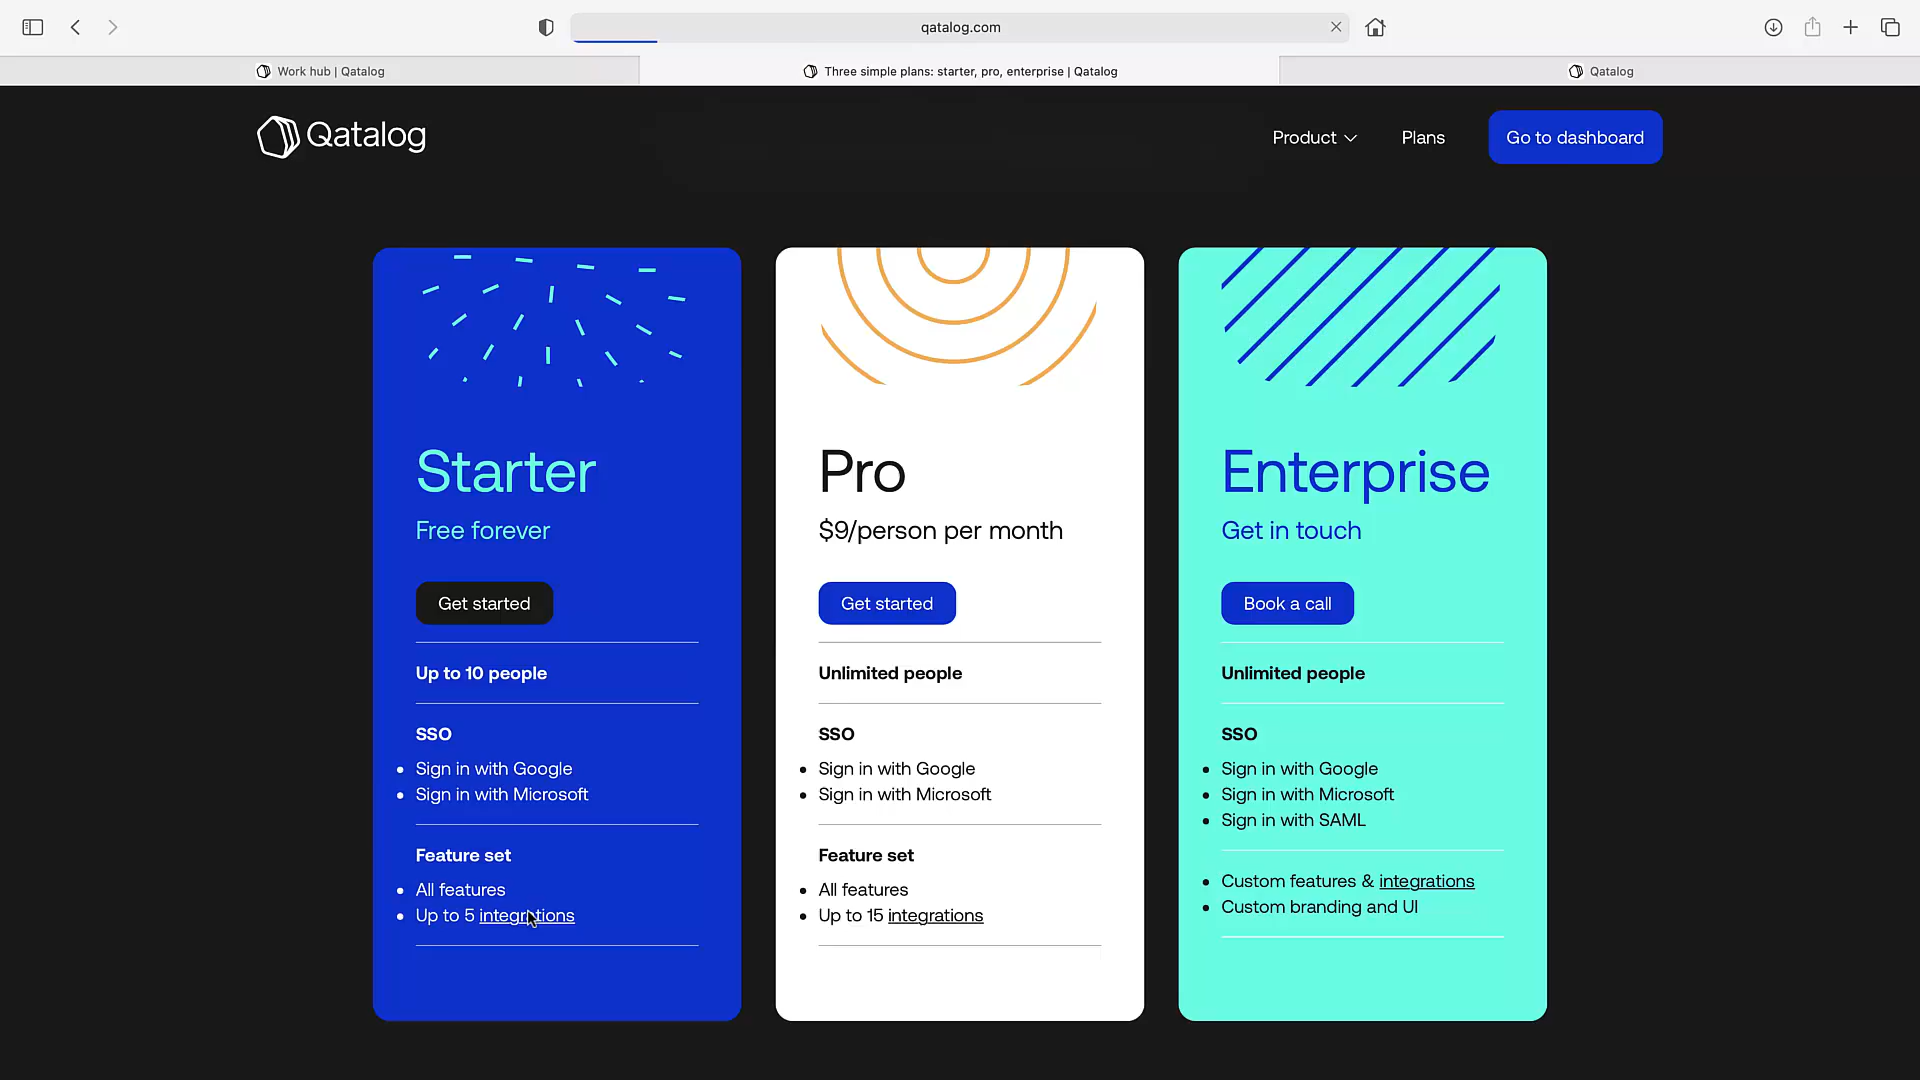 qatalog.com
Work hub | Qatalog
Three simple plans: starter, pro, enterprise | Qatalog
Qatalog
Qatalog
Product
Plans
Go to dashboard
Starter
Free forever
Get started
Up to 10 people
SSO
Sign in with Google
Sign in with Microsoft
Feature set
All features
Up to 5 integrations
Pro
$9/person per month
Get started
Unlimited people
SSO
Sign in with Google
Sign in with Microsoft
Feature set
All features
Up to 15 integrations
Enterprise
Get in touch
Book a call
Unlimited people
SSO
Sign in with Google
Sign in with Microsoft
Sign in with SAML
Custom features & integrations
Custom branding and UI